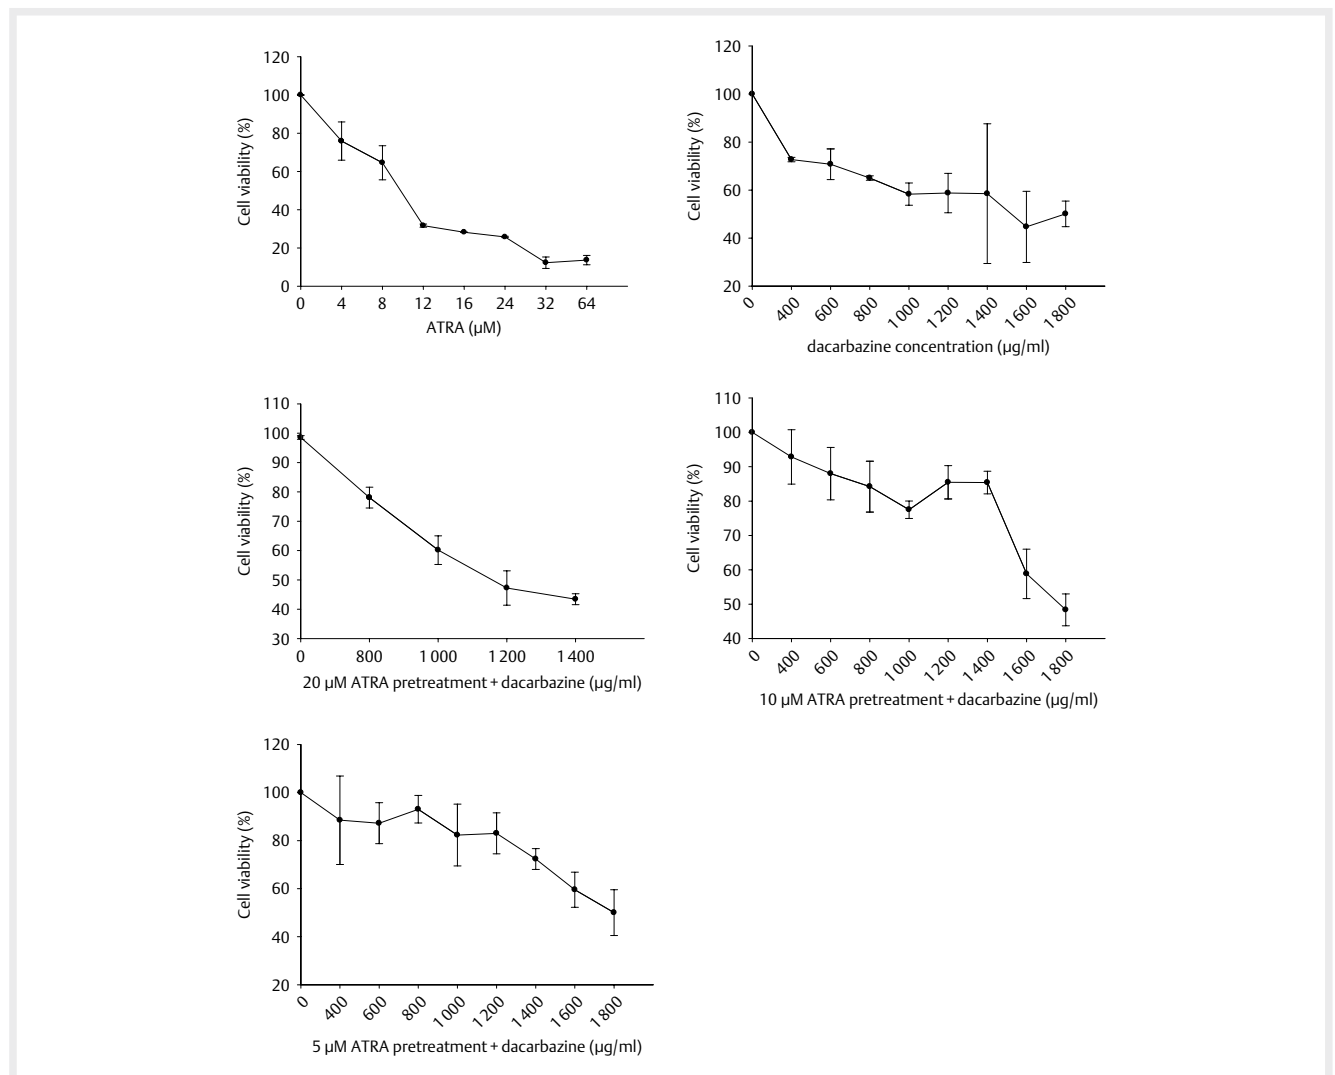 120
100
80
60
40
20
0
Cell viability (%)
0 4 8 12 16 24 32 64
ATRA (µM)
120
100
80
60
40
20
Cell viability (%)
0 400 600 800 1000 1200 1400 1600 1800
dacarbazine concentration (µg/ml)
110
100
90
80
70
60
50
40
30
Cell viability (%)
0 800 1000 1200 1400
20 µM ATRA pretreatment + dacarbazine (µg/ml)
110
100
90
80
70
60
50
40
Cell viability (%)
0 400 600 800 1000 1200 1400 1600 1800
10 µM ATRA pretreatment + dacarbazine (µg/ml)
120
100
80
60
40
20
Cell viability (%)
0 400 600 800 1000 1200 1400 1600 1800
5 µM ATRA pretreatment + dacarbazine (µg/ml)